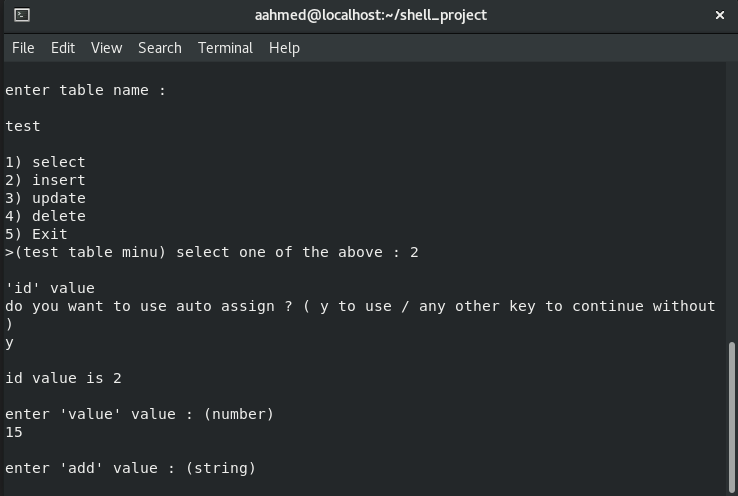 aahmed@localhost:~/shell_project
File Edit View Search Terminal Help
enter table name :
test
1) select
2) insert
3) update
4) delete
5) Exit
>(test table minu) select one of the above : 2
'id' value
do you want to use auto assign ? ( y to use / any other key to continue without
)
y
id value is 2
enter 'value' value : (number)
15
enter 'add' value : (string)